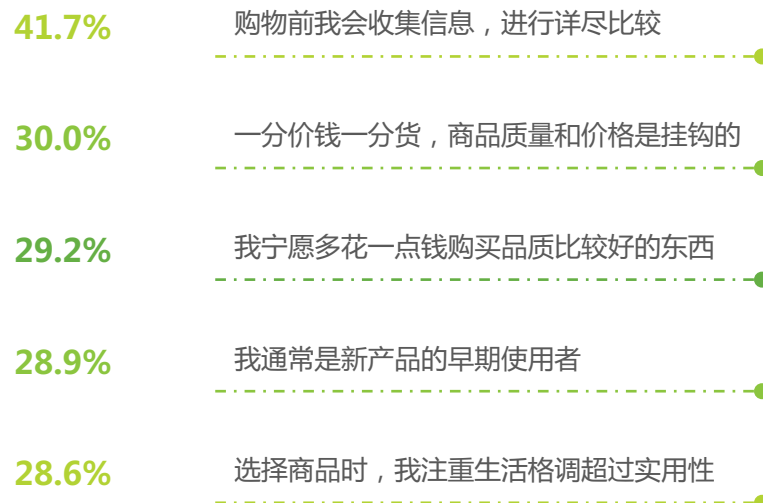 41.7% 购物前我会收集信息，进行详尽比较
30.0% 一分价钱一分货，商品质量和价格是挂钩的
29.2% 我宁愿多花一点钱购买品质比较好的东西
28.9% 我通常是新产品的早期使用者
28.6% 选择商品时，我注重生活格调超过实用性